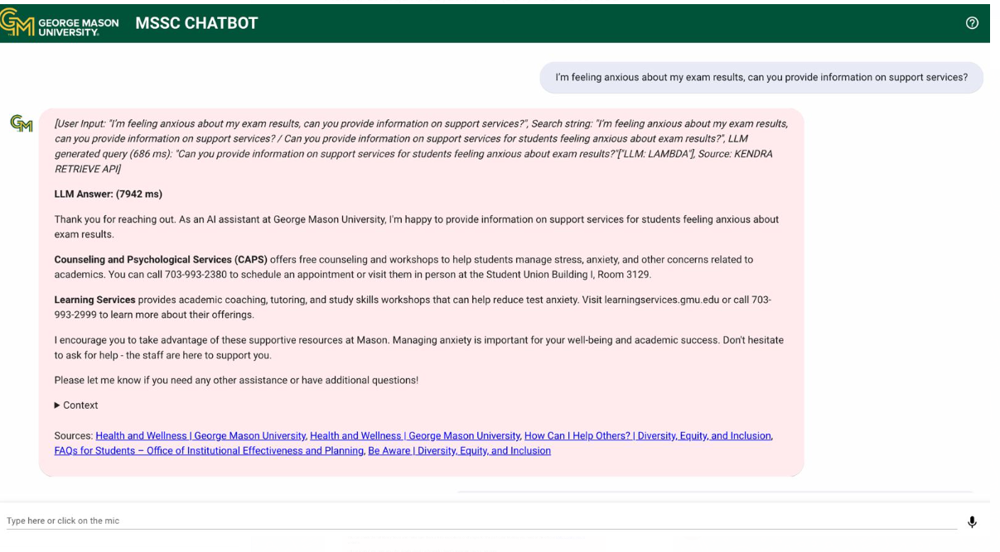 GEORGE MASON
UNIVERSITY®
MSSC CHATBOT
I'm feeling anxious about my exam results, can you provide information on support services?
[User Input: "I'm feeling anxious about my exam results, can you provide information on support services?", Search string: "I'm feeling anxious about my exam results,
can you provide information on support services? / Can you provide information on support services for students feeling anxious about exam results?", LLM
generated query (686 ms): "Can you provide information on support services for students feeling anxious about exam results?"["LLM: LAMBDA"], Source: KENDRA
RETRIEVE API]
LLM Answer: (7942 ms)
Thank you for reaching out. As an AI assistant at George Mason University, I'm happy to provide information on support services for students feeling anxious about
exam results.
Counseling and Psychological Services (CAPS) offers free counseling and workshops to help students manage stress, anxiety, and other concerns related to
academics. You can call 703-993-2380 to schedule an appointment or visit them in person at the Student Union Building I, Room 3129.
Learning Services provides academic coaching, tutoring, and study skills workshops that can help reduce test anxiety. Visit learningservices.gmu.edu or call 703-
993-2999 to learn more about their offerings.
I encourage you to take advantage of these supportive resources at Mason. Managing anxiety is important for your well-being and academic success. Don't hesitate
to ask for help - the staff are here to support you.
Please let me know if you need any other assistance or have additional questions!
Context
Sources: Health and Wellness | George Mason University, Health and Wellness | George Mason University, How Can I Help Others? | Diversity, Equity, and Inclusion,
FAQs for Students – Office of Institutional Effectiveness and Planning, Be Aware | Diversity, Equity, and Inclusion
Type here or click on the mic